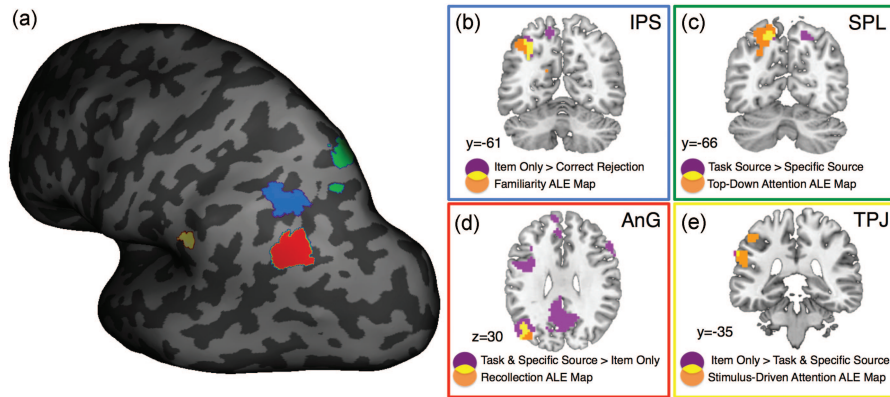 (a)
(b) IPS
y=-61
Item Only > Correct Rejection
Familiarity ALE Map
(c) SPL
y=-66
Task Source > Specific Source
Top-Down Attention ALE Map
(d) AnG
z=30
Task & Specific Source > Item Only
Recollection ALE Map
(e) TPJ
y=-35
Item Only > Task & Specific Source
Stimulus-Driven Attention ALE Map